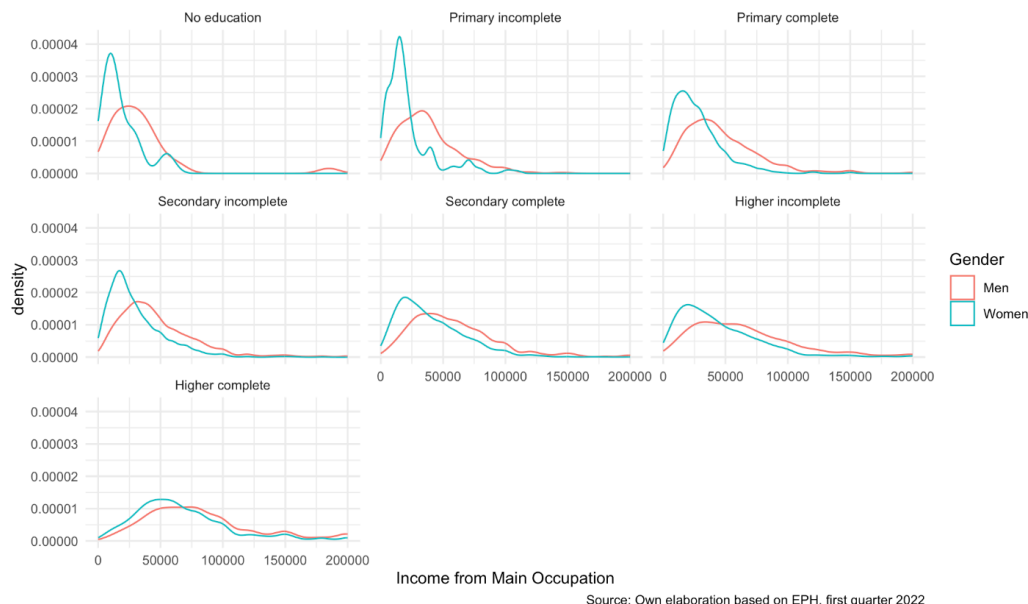 No education Primary incomplete Primary complete
0.00004
0.00003
0.00002
0.00001
0.00000
Secondary incomplete Secondary complete Higher incomplete
0.00004
0.00003
0.00002
0.00001
0.00000
0 50000 100000 150000 200000 0 50000 100000 150000 200000
Higher complete
0.00004
0.00003
0.00002
0.00001
0.00000
0 50000 100000 150000 200000
density
Income from Main Occupation
Gender
Men
Women
Source: Own elaboration based on EPH, first quarter 2022